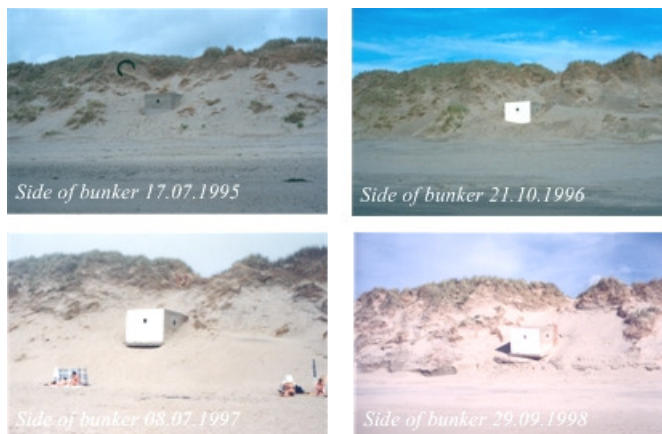 Side of bunker 17.07.1995
Side of bunker 21.10.1996
Side of bunker 08.07.1997
Side of bunker 29.09.1998